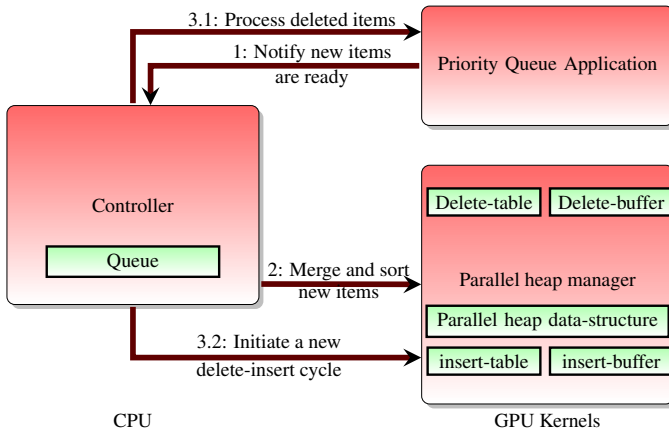 3.1: Process deleted items
1: Notify new items
are ready
Priority Queue Application
Controller
Queue
Delete-table
Delete-buffer
2: Merge and sort
new items
Parallel heap manager
Parallel heap data-structure
3.2: Initiate a new
delete-insert cycle
insert-table
insert-buffer
CPU
GPU Kernels